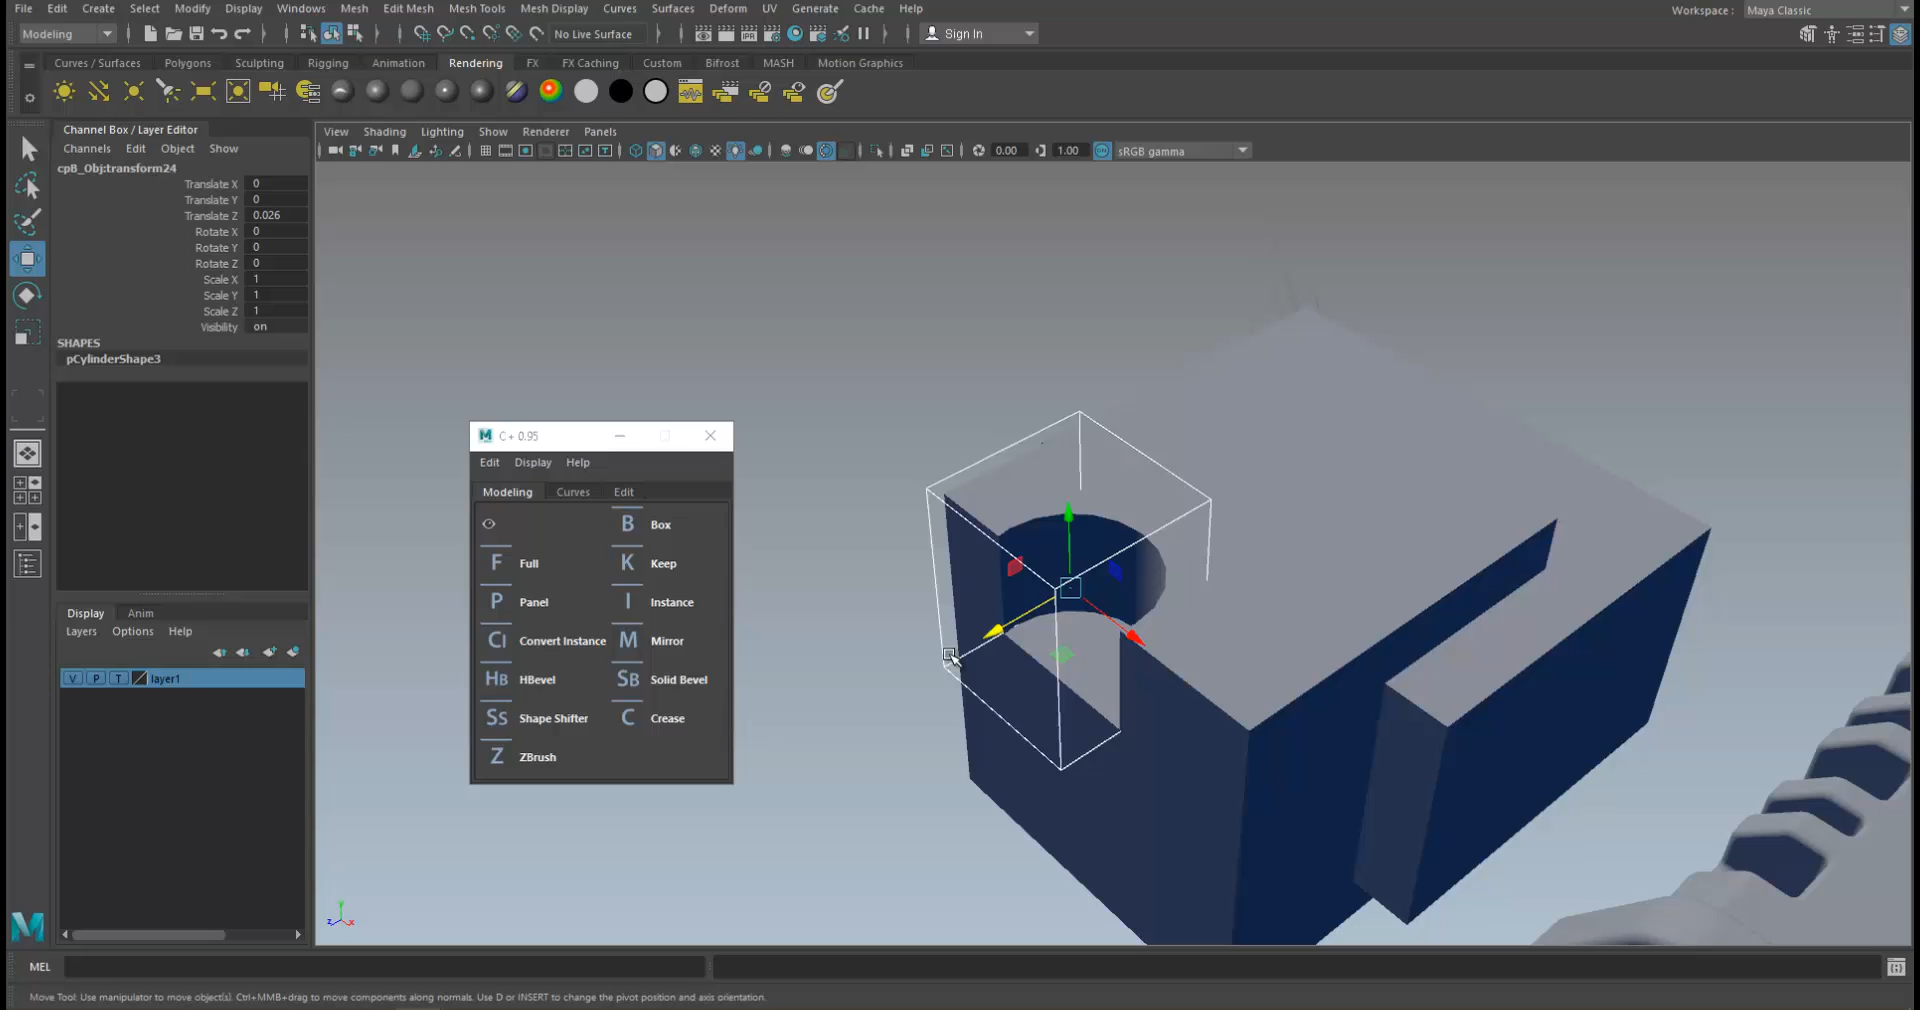 File Edit Create Select Modify Display Windows Mesh Edit Mesh Mesh Tools Mesh Display Curves Surfaces Deform UV Generate Cache Help Workspace : Maya Classic
Modeling No Live Surface Sign In
Curves / Surfaces Polygons Sculpting Rigging Animation Rendering FX FX Caching Custom Bifrost MASH Motion Graphics
IPR
Channel Box / Layer Editor
Channels Edit Object Show
View Shading Lighting Show Renderer Panels
0.00 1.00 ON sRGB gamma
cpB_Obj:transform24
Translate X 0
Translate Y 0
Translate Z 0.026
Rotate X 0
Rotate Y 0
Rotate Z 0
Scale X 1
Scale Y 1
Scale Z 1
Visibility on
SHAPES
pCylinderShape3
M C + 0.95
Edit Display Help
Modeling Curves Edit
B Box
F Full K Keep
P Panel I Instance
CI Convert Instance M Mirror
HB HBevel SB Solid Bevel
Ss Shape Shifter C Crease
Z ZBrush
Display Anim
Layers Options Help
V P T layer1
y
z x
M
MEL
Move Tool: Use manipulator to move object(s). Ctrl+MMB+drag to move components along normals. Use D or INSERT to change the pivot position and axis orientation.